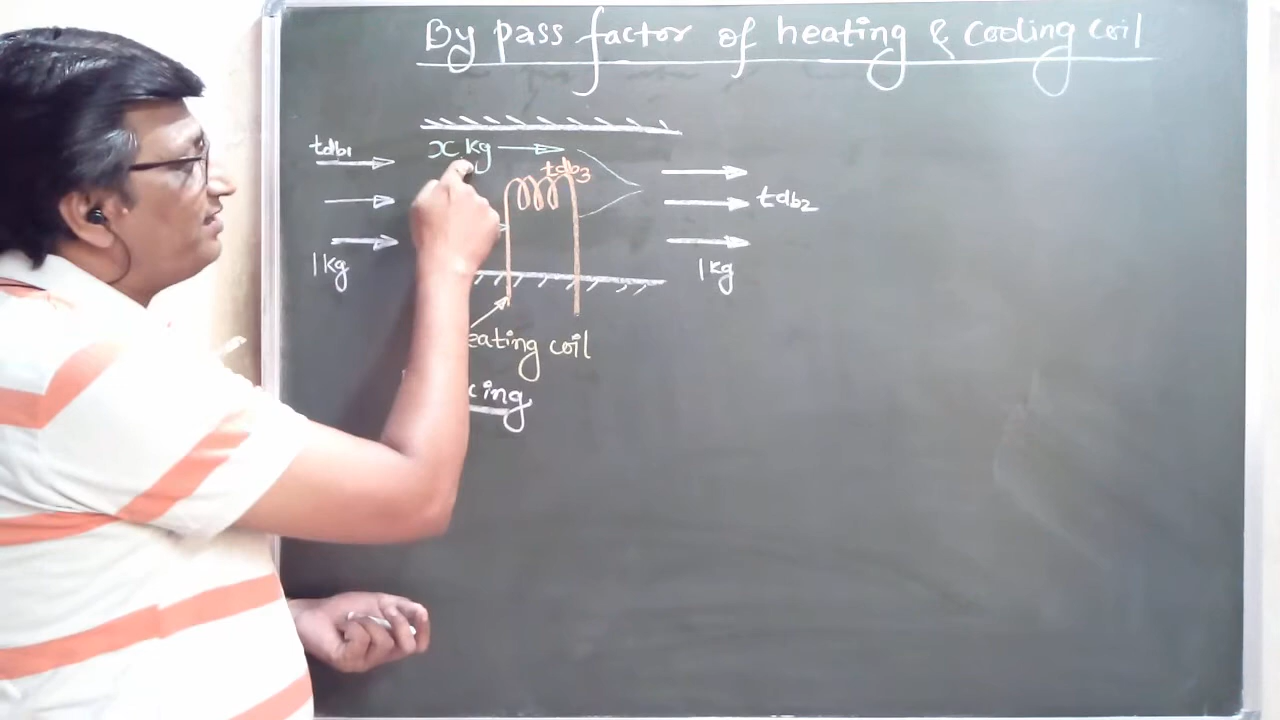 By pass factor of heating & cooling coil
tdb1
x kg
tdb3
tdb2
1kg
1kg
eating coil
cing